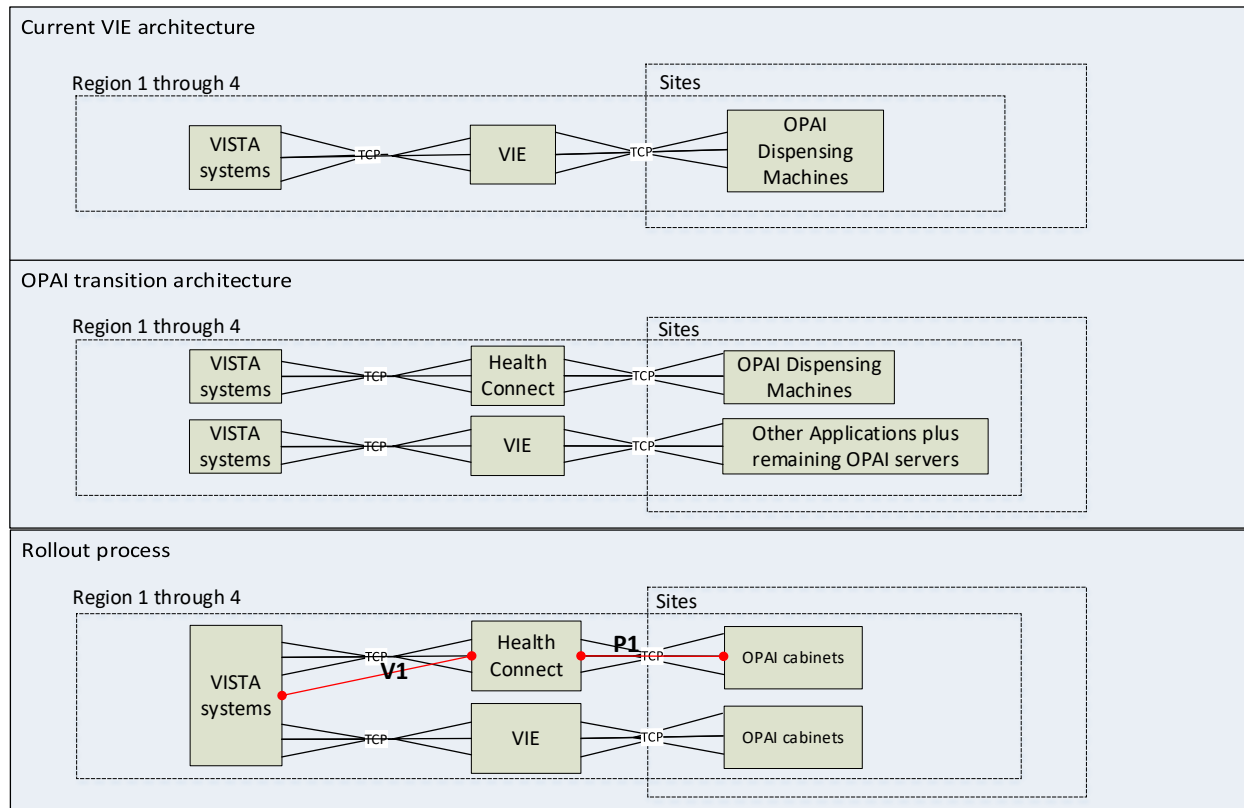 Current VIE architecture
Region 1 through 4
Sites
VISTA
systems
TCP
VIE
TCP
OPAI
Dispensing
Machines
OPAI transition architecture
Region 1 through 4
Sites
VISTA
systems
TCP
Health
Connect
TCP
OPAI Dispensing
Machines
VISTA
systems
TCP
VIE
TCP
Other Applications plus
remaining OPAI servers
Rollout process
Region 1 through 4
Sites
VISTA
systems
TCP
V1
Health
Connect
P1
TCP
OPAI cabinets
TCP
VIE
TCP
OPAI cabinets